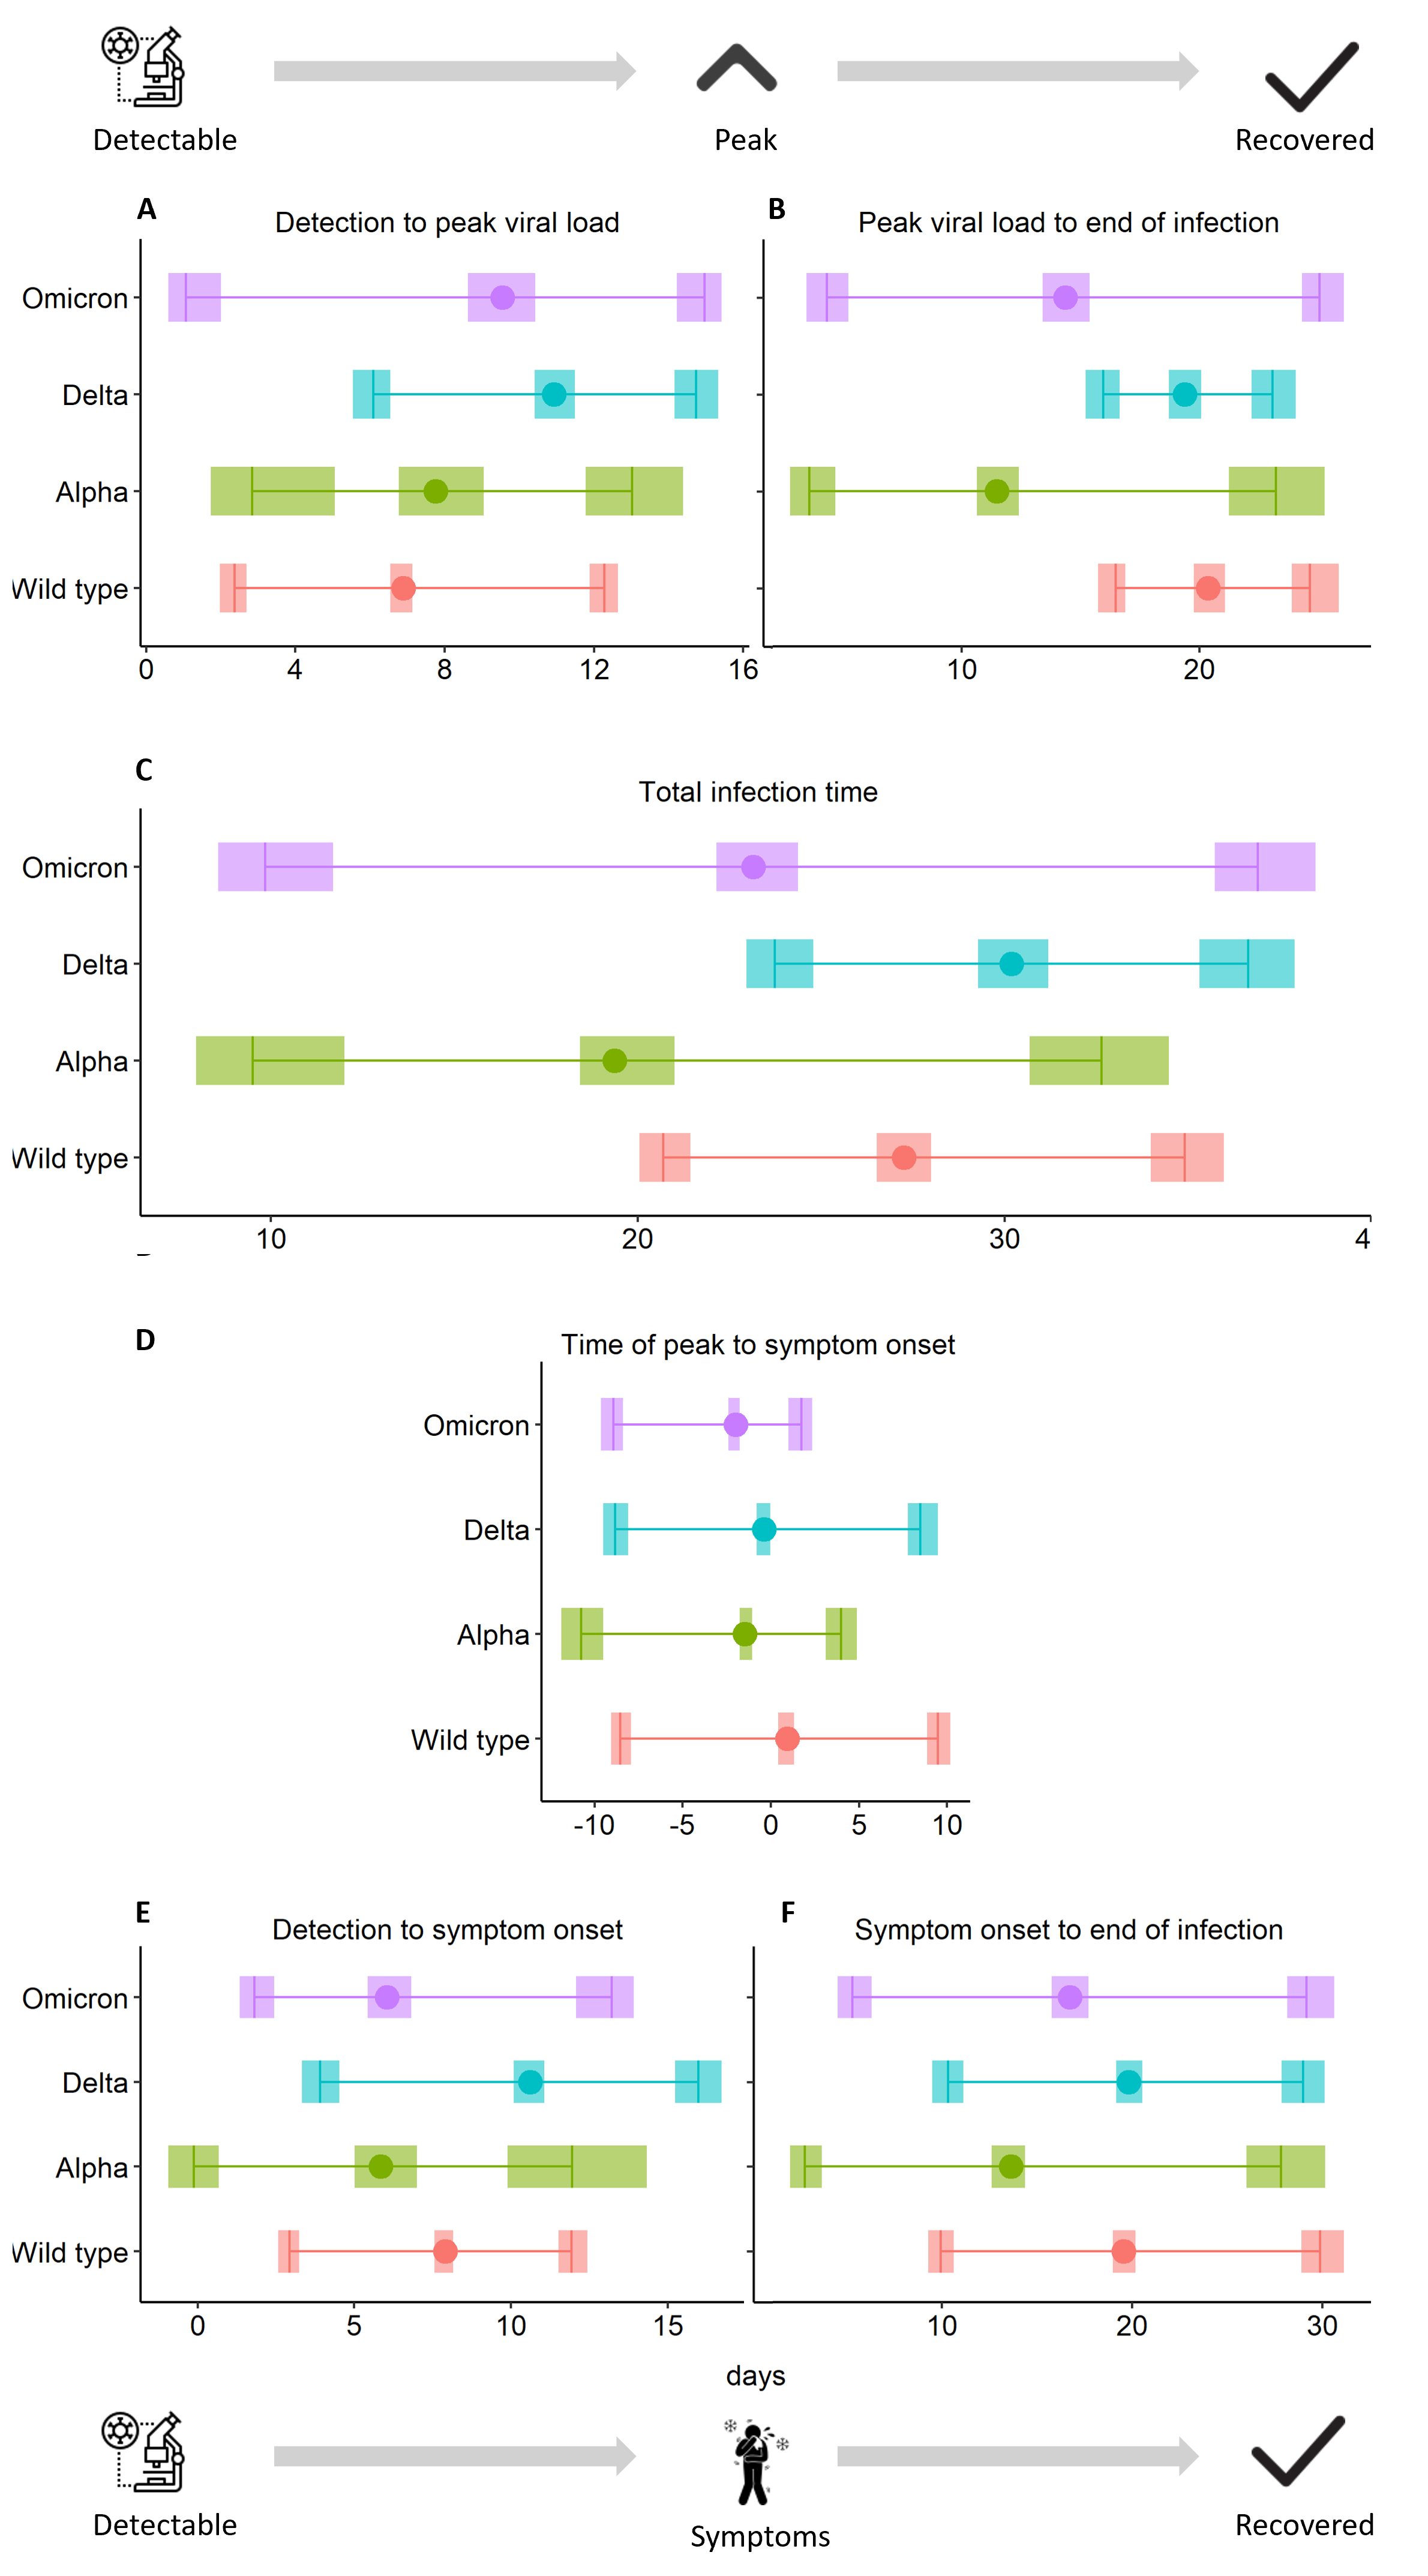 Detectable Peak Recovered
A Detection to peak viral load B Peak viral load to end of infection
Omicron
Delta
Alpha
Wild type
0 4 8 12 16 10 20
C
Total infection time
Omicron
Delta
Alpha
Wild type
10 20 30 4
D Time of peak to symptom onset
Omicron
Delta
Alpha
Wild type
-10 -5 0 5 10
E F
Detection to symptom onset Symptom onset to end of infection
Omicron
Delta
Alpha
Wild type
0 5 10 15 10 20 30
days
Detectable Symptoms Recovered